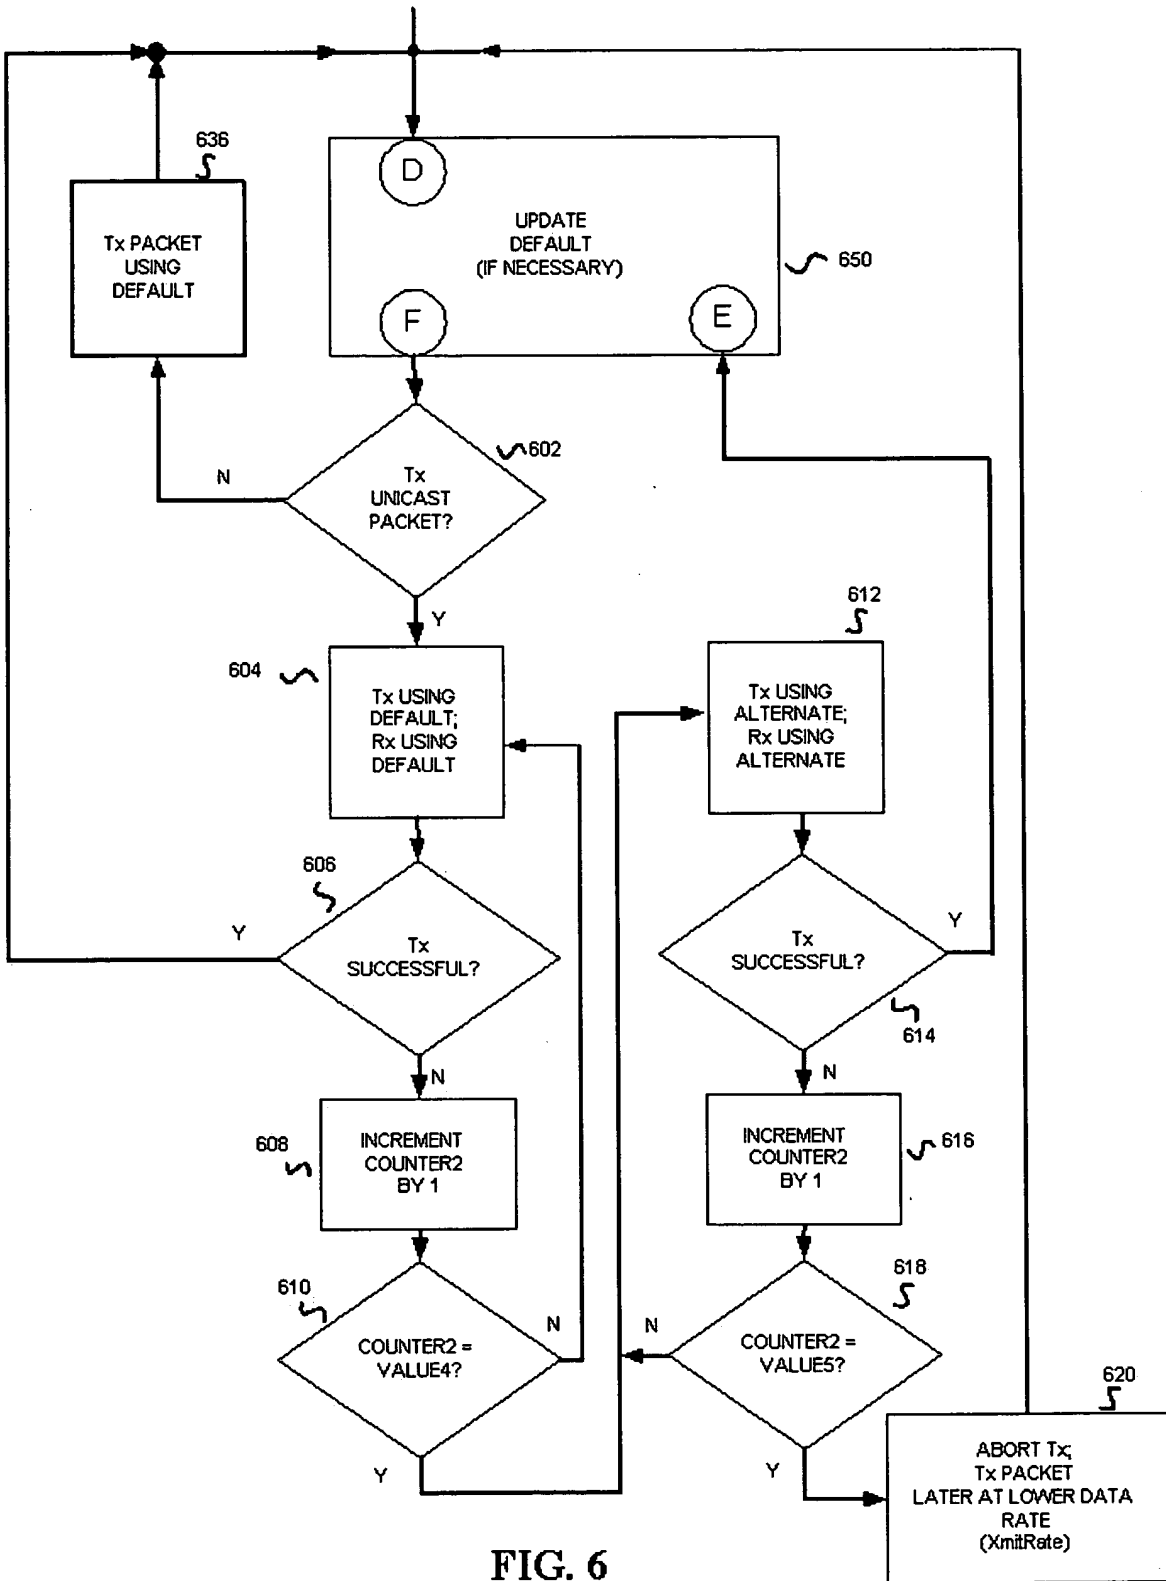 636
Tx PACKET
USING
DEFAULT
D
UPDATE
DEFAULT
(IF NECESSARY)
650
F
E
602
N
Tx
UNICAST
PACKET?
Y
604
Tx USING
DEFAULT;
Rx USING
DEFAULT
612
Tx USING
ALTERNATE;
Rx USING
ALTERNATE
606
Y
Tx
SUCCESSFUL?
N
Tx
SUCCESSFUL?
Y
614
N
608
INCREMENT
COUNTER2
BY 1
INCREMENT
COUNTER2
BY 1
616
610
COUNTER2 =
VALUE4?
N
Y
618
N
COUNTER2 =
VALUE5?
Y
620
ABORT Tx;
Tx PACKET
LATER AT LOWER DATA
RATE
(XmitRate)
FIG. 6